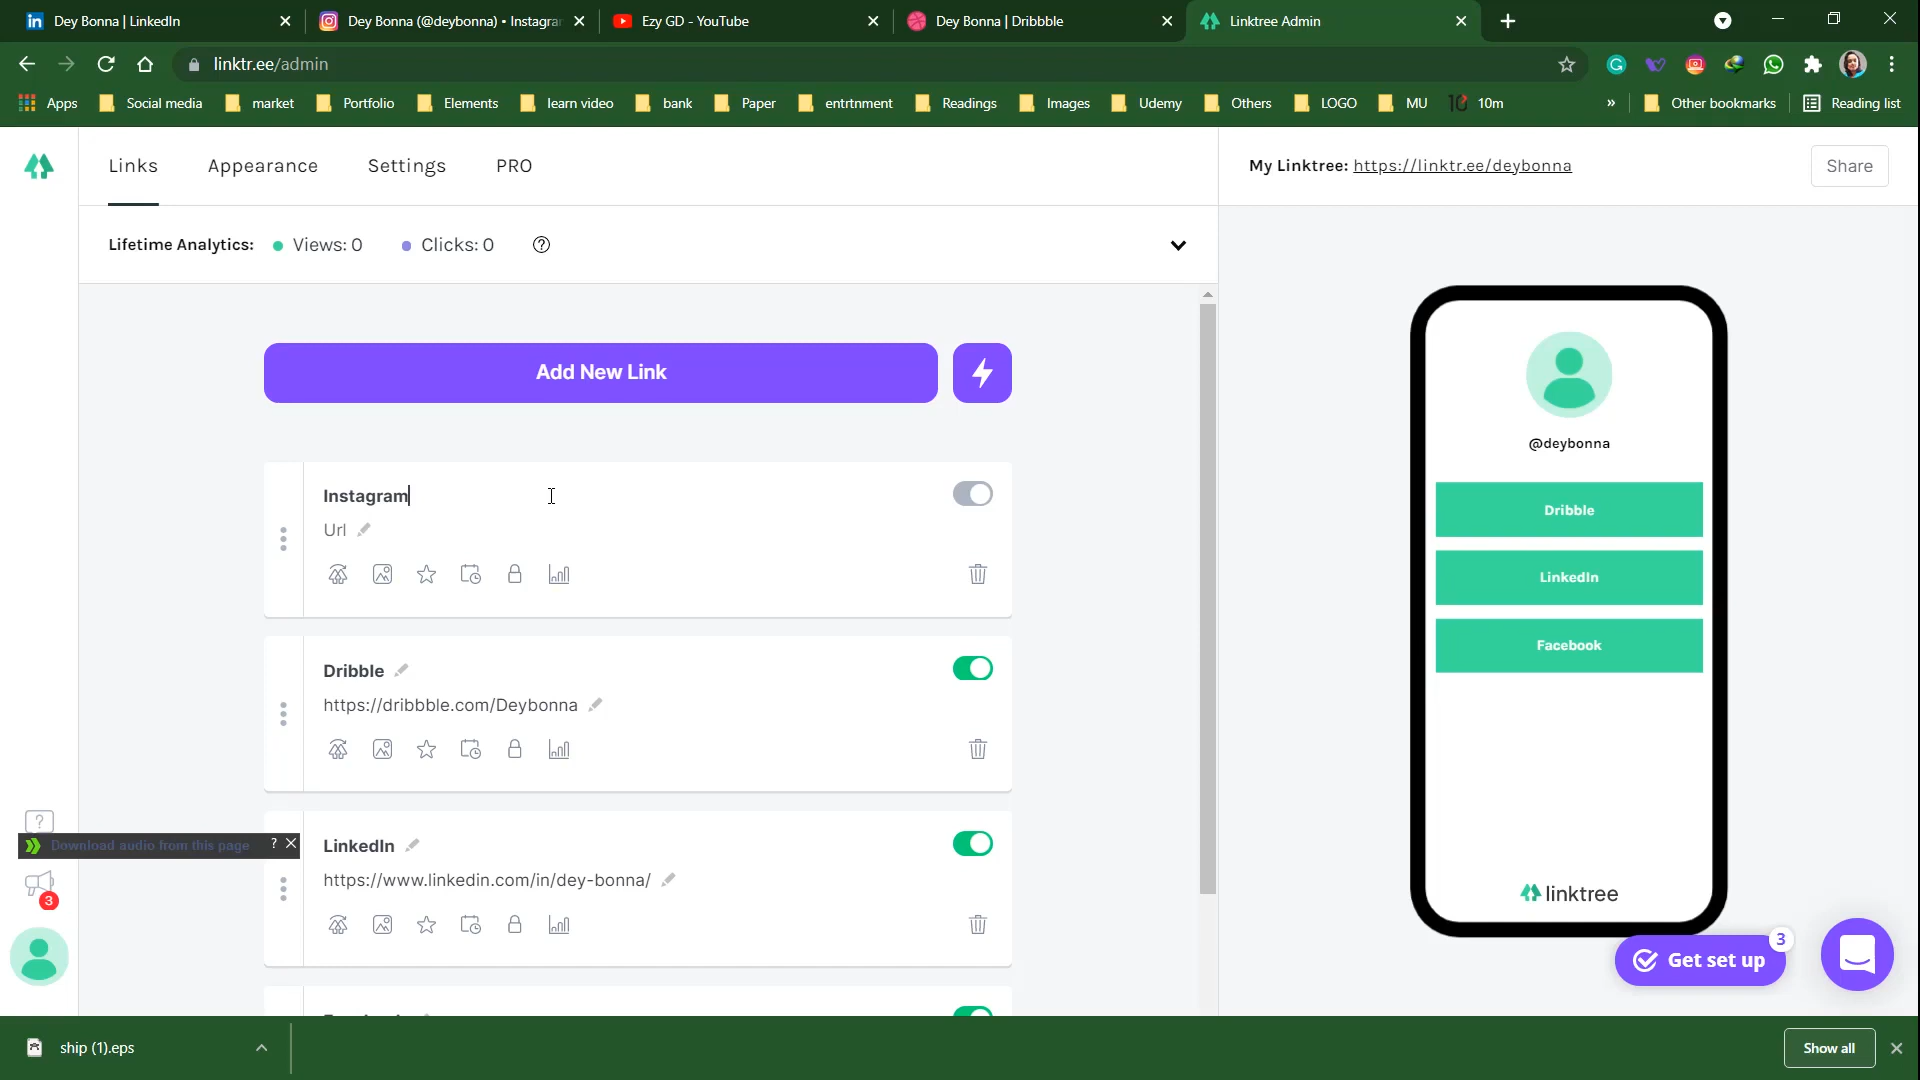 Dey Bonna | LinkedIn
Dey Bonna (@deybonna) • Instagra
Ezy GD - YouTube
Dey Bonna | Dribbble
Linktree Admin
linktr.ee/admin
Apps
Social media
market
Portfolio
Elements
learn video
bank
Paper
entrtnment
Readings
Images
Udemy
Others
LOGO
MU
10m
»
Other bookmarks
Reading list
Links
Appearance
Settings
PRO
My Linktree: https://linktr.ee/deybonna
Share
Lifetime Analytics:
Views: 0
Clicks: 0
?
Add New Link
Instagram
Url
Dribble
https://dribbble.com/Deybonna
LinkedIn
https://www.linkedin.com/in/dey-bonna/
@deybonna
Dribble
LinkedIn
Facebook
linktree
?
Download audio from this page
?
3
3
Get set up
ship (1).eps
Show all